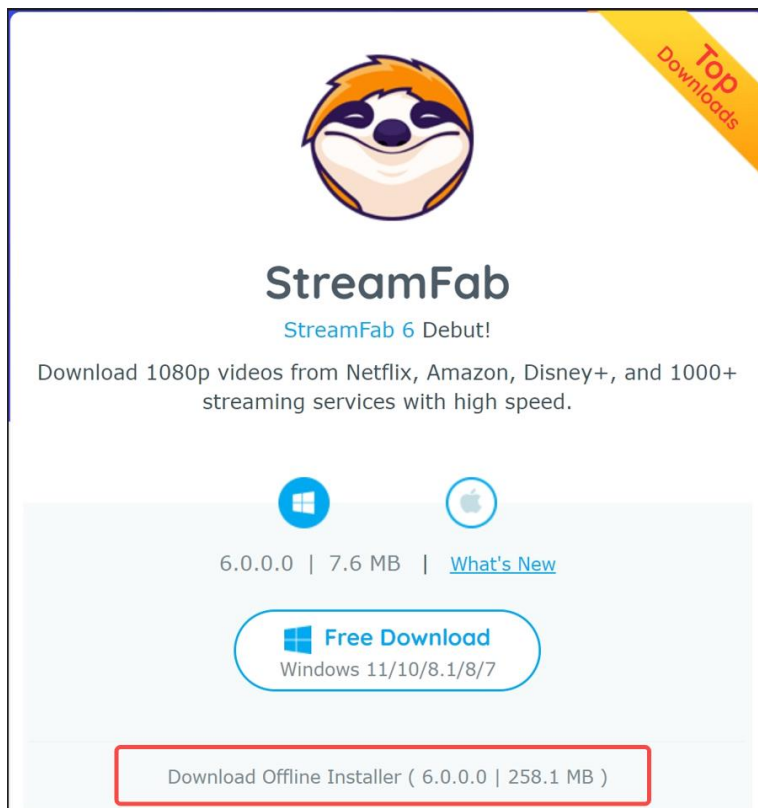 Top
Downloads
StreamFab
StreamFab 6 Debut!
Download 1080p videos from Netflix, Amazon, Disney+, and 1000+
streaming services with high speed.
6.0.0.0 | 7.6 MB | What's New
Free Download
Windows 11/10/8.1/8/7
Download Offline Installer ( 6.0.0.0 | 258.1 MB )